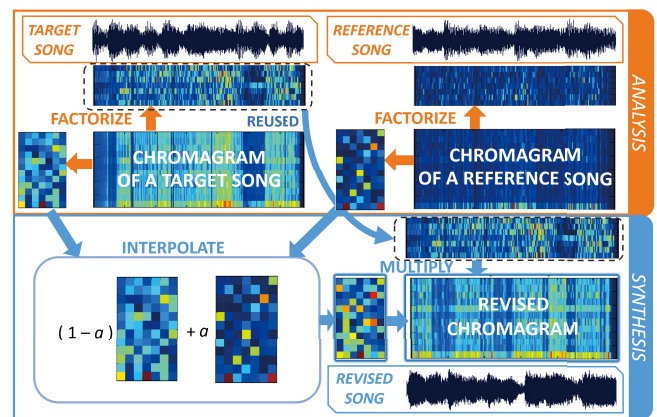 TARGET
SONG
REFERENCE
SONG
ANALYSIS
FACTORIZE
REUSED
FACTORIZE
CHROMAGRAM
OF A TARGET SONG
CHROMAGRAM
OF A REFERENCE SONG
INTERPOLATE
MULTIPLY
SYNTHESIS
(1−a)
+a
REVISED
CHROMAGRAM
REVISED
SONG